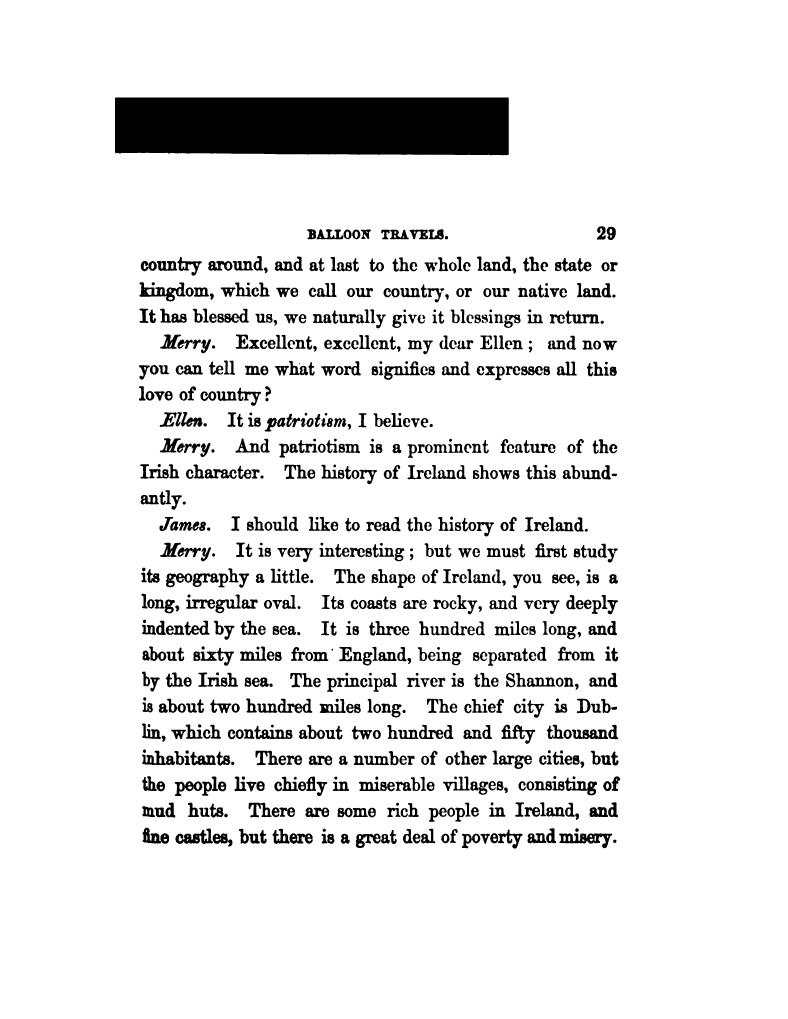 BALLOON TRAVELS. 29
country around, and at last to the whole land, the state or
kingdom, which we call our country, or our native land.
It has blessed us, we naturally give it blessings in return.
Merry. Excellent, excellent, my dear Ellen ; and now
you can tell me what word signifies and expresses all this
love of country ?
Ellen. It is patriotism, I believe.
Merry. And patriotism is a prominent feature of the
Irish character. The history of Ireland shows this abund-
antly.
James. I should like to read the history of Ireland.
Merry. It is very interesting ; but we must first study
its geography a little. The shape of Ireland, you see, is a
long, irregular oval. Its coasts are rocky, and very deeply
indented by the sea. It is three hundred miles long, and
about sixty miles from England, being separated from it
by the Irish sea. The principal river is the Shannon, and
is about two hundred miles long. The chief city is Dub-
lin, which contains about two hundred and fifty thousand
inhabitants. There are a number of other large cities, but
the people live chiefly in miserable villages, consisting of
mud huts. There are some rich people in Ireland, and
fine castles, but there is a great deal of poverty and misery.